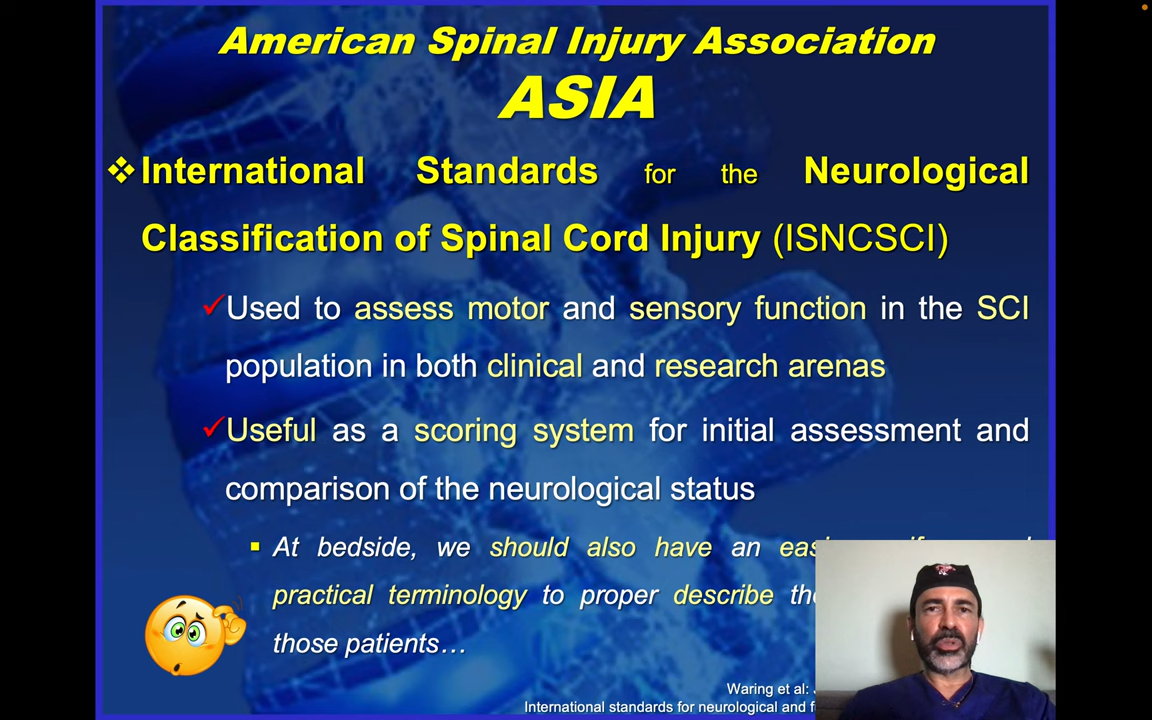 American Spinal Injury Association
ASIA
❖ International Standards for the Neurological
Classification of Spinal Cord Injury (ISNCSCI)
✓ Used to assess motor and sensory function in the SCI
population in both clinical and research arenas
✓ Useful as a scoring system for initial assessment and
comparison of the neurological status
▪ At bedside, we should also have an
practical terminology to proper describe
those patients…
Waring et al:
International standards for neurological and